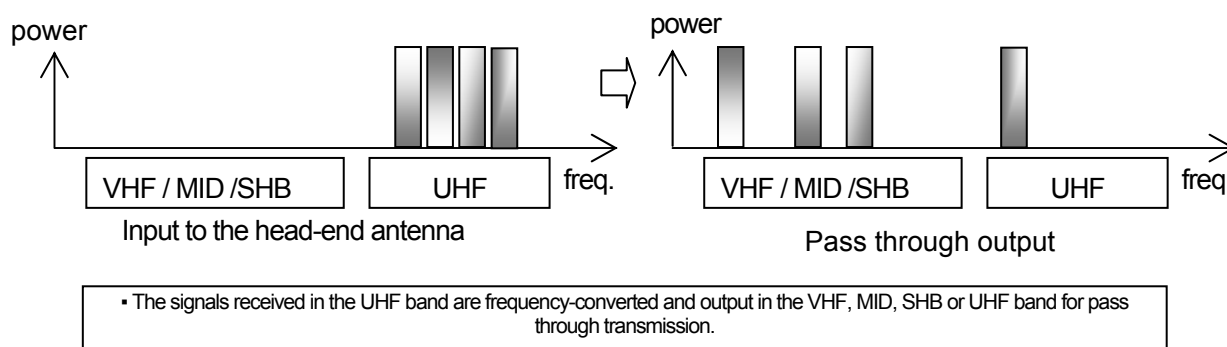 power
VHF / MID /SHB
UHF
freq.
Input to the head-end antenna
power
VHF / MID /SHB
UHF
freq
Pass through output
▪ The signals received in the UHF band are frequency-converted and output in the VHF, MID, SHB or UHF band for pass
through transmission.